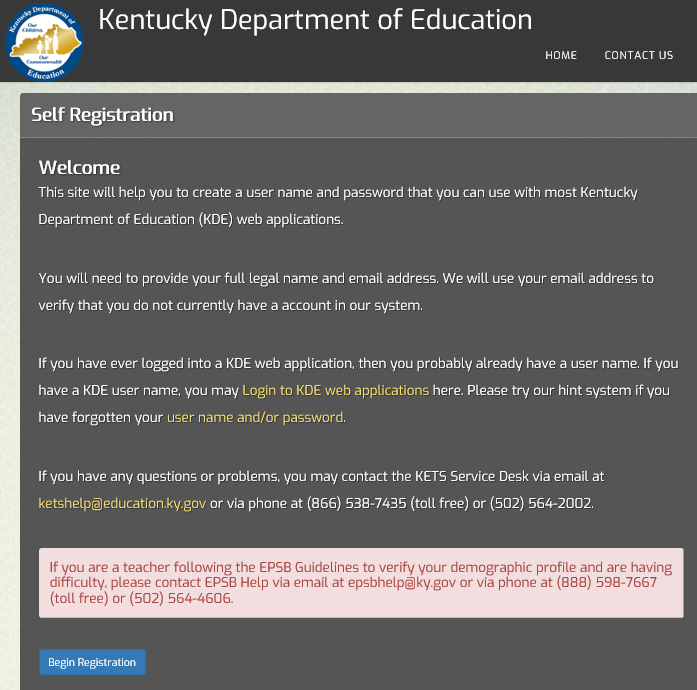 Kentucky Department of Education
Kentucky Department of
Our
Children,
Our
Commonwealth
Education
HOME CONTACT US
Self Registration
Welcome
This site will help you to create a user name and password that you can use with most Kentucky
Department of Education (KDE) web applications.
You will need to provide your full legal name and email address. We will use your email address to
verify that you do not currently have a account in our system.
If you have ever logged into a KDE web application, then you probably already have a user name. If you
have a KDE user name, you may Login to KDE web applications here. Please try our hint system if you
have forgotten your user name and/or password.
If you have any questions or problems, you may contact the KETS Service Desk via email at
ketshelp@education.ky.gov or via phone at (866) 538-7435 (toll free) or (502) 564-2002.
If you are a teacher following the EPSB Guidelines to verify your demographic profile and are having
difficulty, please contact EPSB Help via email at epsbhelp@ky.gov or via phone at (888) 598-7667
(toll free) or (502) 564-4606.
Begin Registration